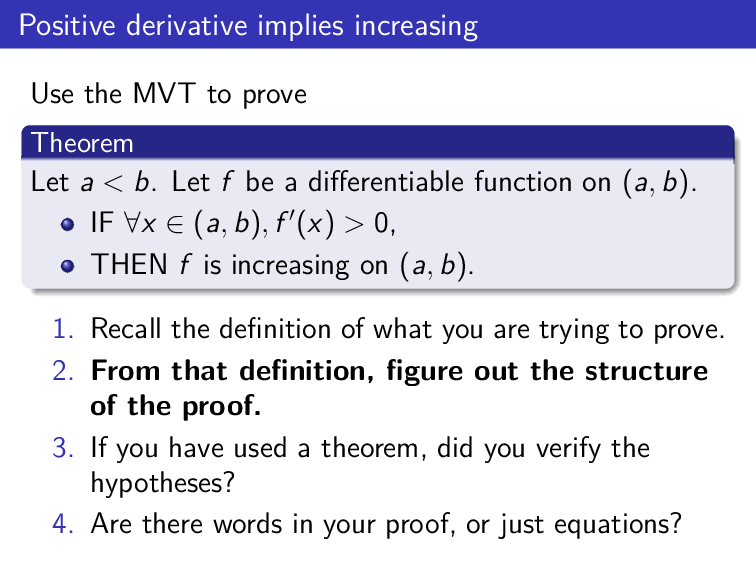 Positive derivative implies increasing
Use the MVT to prove
Theorem
Let a < b. Let f be a differentiable function on (a, b).
• IF ∀x ∈ (a, b), f′(x) > 0,
• THEN f is increasing on (a, b).
1. Recall the definition of what you are trying to prove.
2. From that definition, figure out the structure
of the proof.
3. If you have used a theorem, did you verify the
hypotheses?
4. Are there words in your proof, or just equations?